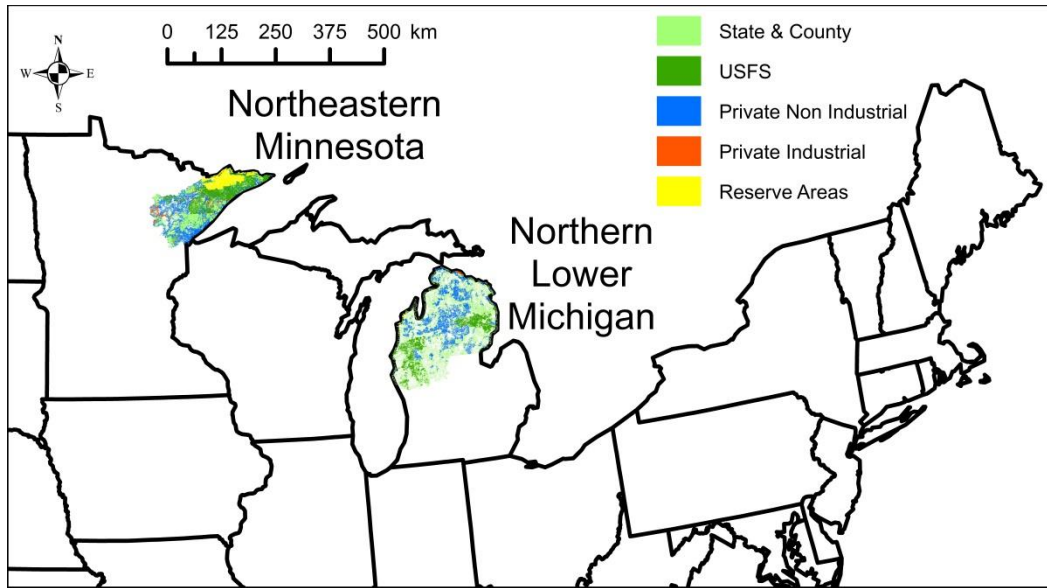 0 125 250 375 500 km
N
W E
S
Northeastern
Minnesota
Northern
Lower
Michigan
State & County
USFS
Private Non Industrial
Private Industrial
Reserve Areas